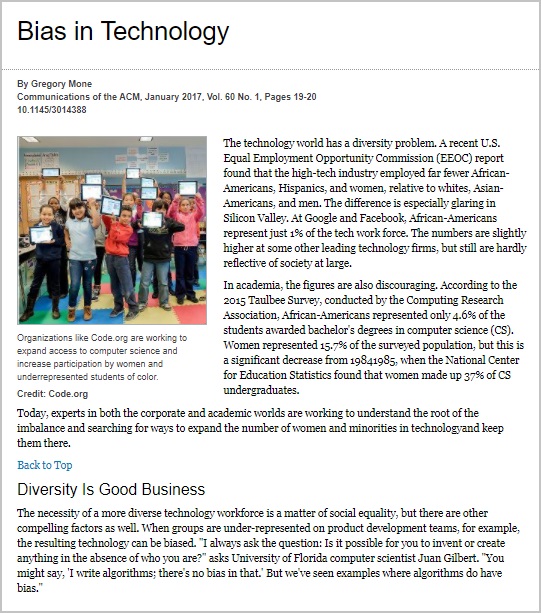 Bias in Technology
By Gregory Mone
Communications of the ACM, January 2017, Vol. 60 No. 1, Pages 19-20
10.1145/3014388
The technology world has a diversity problem. A recent U.S.
Equal Employment Opportunity Commission (EEOC) report
found that the high-tech industry employed far fewer African-
Americans, Hispanics, and women, relative to whites, Asian-
Americans, and men. The difference is especially glaring in
Silicon Valley. At Google and Facebook, African-Americans
represent just 1% of the tech work force. The numbers are slightly
higher at some other leading technology firms, but still are hardly
reflective of society at large.
In academia, the figures are also discouraging. According to the
2015 Taulbee Survey, conducted by the Computing Research
Association, African-Americans represented only 4.6% of the
students awarded bachelor's degrees in computer science (CS).
Women represented 15.7% of the surveyed population, but this is
a significant decrease from 19841985, when the National Center
for Education Statistics found that women made up 37% of CS
undergraduates.
Organizations like Code.org are working to
expand access to computer science and
increase participation by women and
underrepresented students of color.
Credit: Code.org
Today, experts in both the corporate and academic worlds are working to understand the root of the
imbalance and searching for ways to expand the number of women and minorities in technologyand keep
them there.
Back to Top
Diversity Is Good Business
The necessity of a more diverse technology workforce is a matter of social equality, but there are other
compelling factors as well. When groups are under-represented on product development teams, for example,
the resulting technology can be biased. "I always ask the question: Is it possible for you to invent or create
anything in the absence of who you are?" asks University of Florida computer scientist Juan Gilbert. "You
might say, 'I write algorithms; there's no bias in that.' But we've seen examples where algorithms do have
bias."